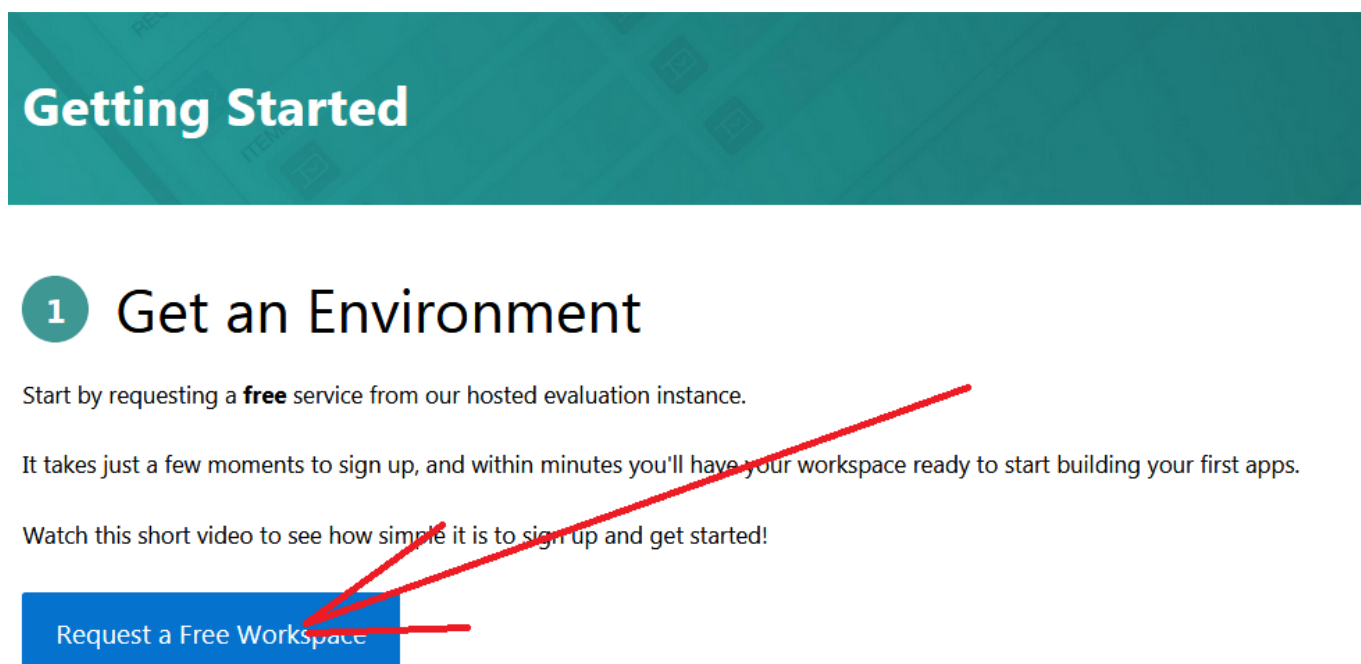 Getting Started
1 Get an Environment
Start by requesting a free service from our hosted evaluation instance.
It takes just a few moments to sign up, and within minutes you'll have your workspace ready to start building your first apps.
Watch this short video to see how simple it is to sign up and get started!
Request a Free Workspace